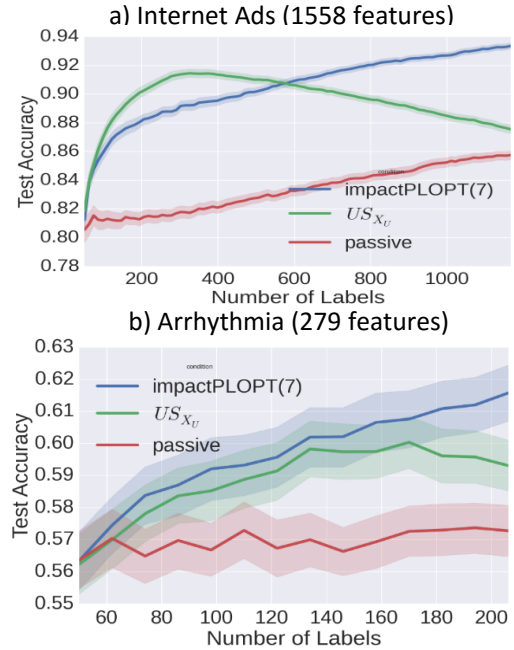 a) Internet Ads (1558 features)
0.94
0.92
0.90
0.88
0.86
0.84
0.82
0.80
0.78
Test Accuracy
condition
impactPLOPT(7)
US_{X_U}
passive
200 400 600 800 1000
Number of Labels
b) Arrhythmia (279 features)
0.63
0.62
0.61
0.60
0.59
0.58
0.57
0.56
0.55
Test Accuracy
condition
impactPLOPT(7)
US_{X_U}
passive
60 80 100 120 140 160 180 200
Number of Labels